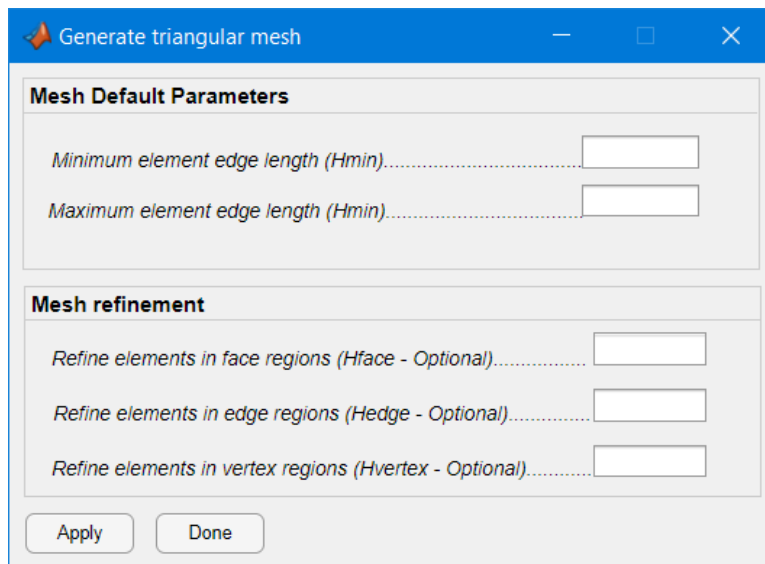 Generate triangular mesh
Mesh Default Parameters
Minimum element edge length (Hmin)....................................
Maximum element edge length (Hmin)...................................
Mesh refinement
Refine elements in face regions (Hface - Optional).................
Refine elements in edge regions (Hedge - Optional)...............
Refine elements in vertex regions (Hvertex - Optional)............
Apply
Done